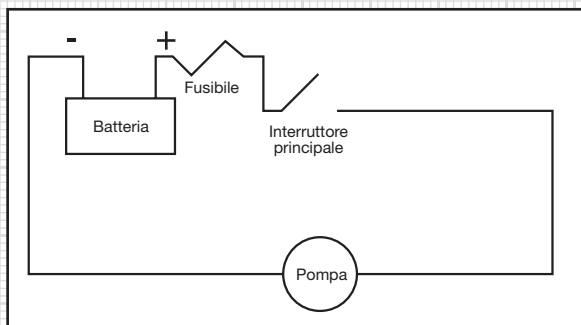 - +
Fusibile
Batteria
Interruttore
principale
Pompa